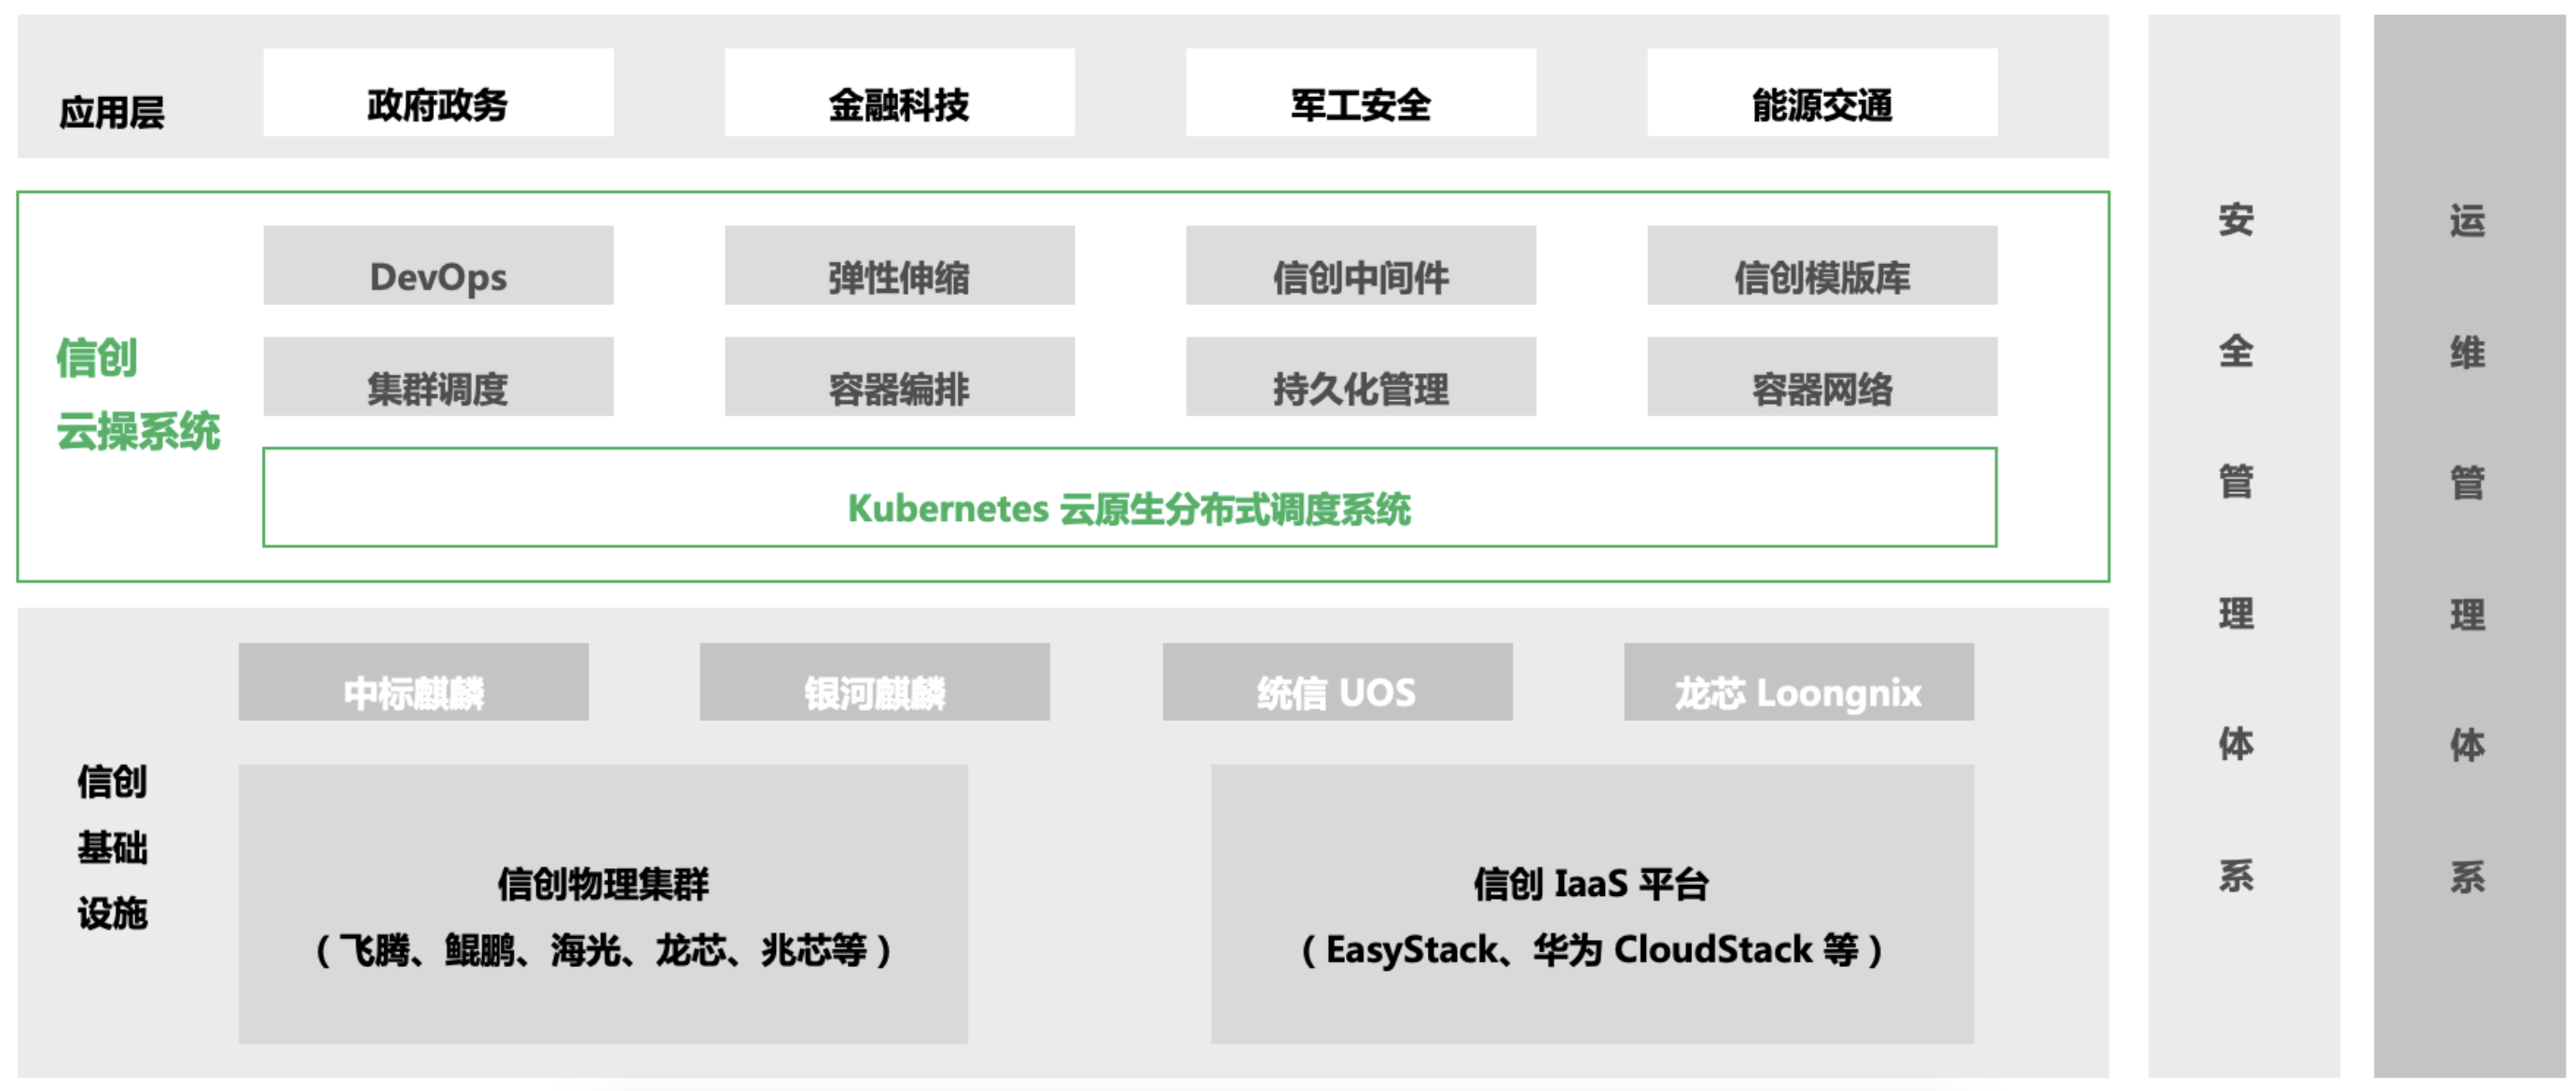 应用层
政府政务
金融科技
军工安全
能源交通
信创
云操系统
DevOps
弹性伸缩
信创中间件
信创模版库
集群调度
容器编排
持久化管理
容器网络
Kubernetes 云原生分布式调度系统
信创
基础
设施
中标麒麟
银河麒麟
统信 UOS
龙芯 Loongnix
信创物理集群
（飞腾、鲲鹏、海光、龙芯、兆芯等）
信创 IaaS 平台
（EasyStack、华为 CloudStack 等）
安全管理体系
运维管理体系